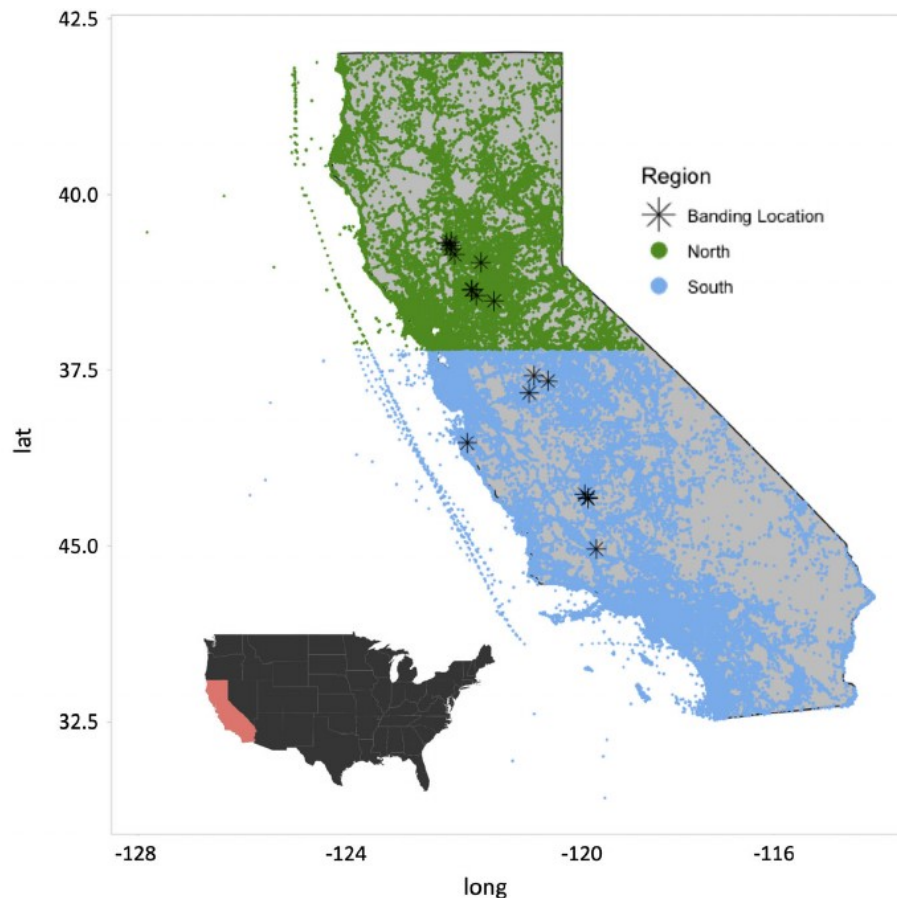 42.5
Region
40.0
Banding Location
North
South
37.5
lat
45.0
32.5
-128
-124
-120
-116
long